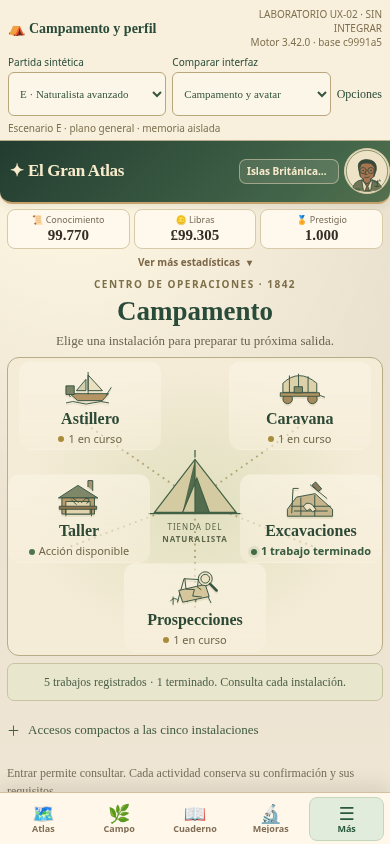 ⛺ Campamento y perfil
LABORATORIO UX-02 · SIN
INTEGRAR
Motor 3.42.0 · base c9991a5
Partida sintética
Comparar interfaz
E · Naturalista avanzado
Campamento y avatar
Opciones
Escenario E · plano general · memoria aislada
✦ El Gran Atlas
Islas Británica...
📜 Conocimiento
99.770
🪙 Libras
£99.305
🏅 Prestigio
1.000
Ver más estadísticas ▾
CENTRO DE OPERACIONES · 1842
Campamento
Elige una instalación para preparar tu próxima salida.
Astillero
1 en curso
Caravana
1 en curso
Taller
Acción disponible
TIENDA DEL
NATURALISTA
Excavaciones
1 trabajo terminado
Prospecciones
1 en curso
5 trabajos registrados · 1 terminado. Consulta cada instalación.
+ Accesos compactos a las cinco instalaciones
Entrar permite consultar. Cada actividad conserva su confirmación y sus
requisitos.
Atlas
Campo
Cuaderno
Mejoras
Más